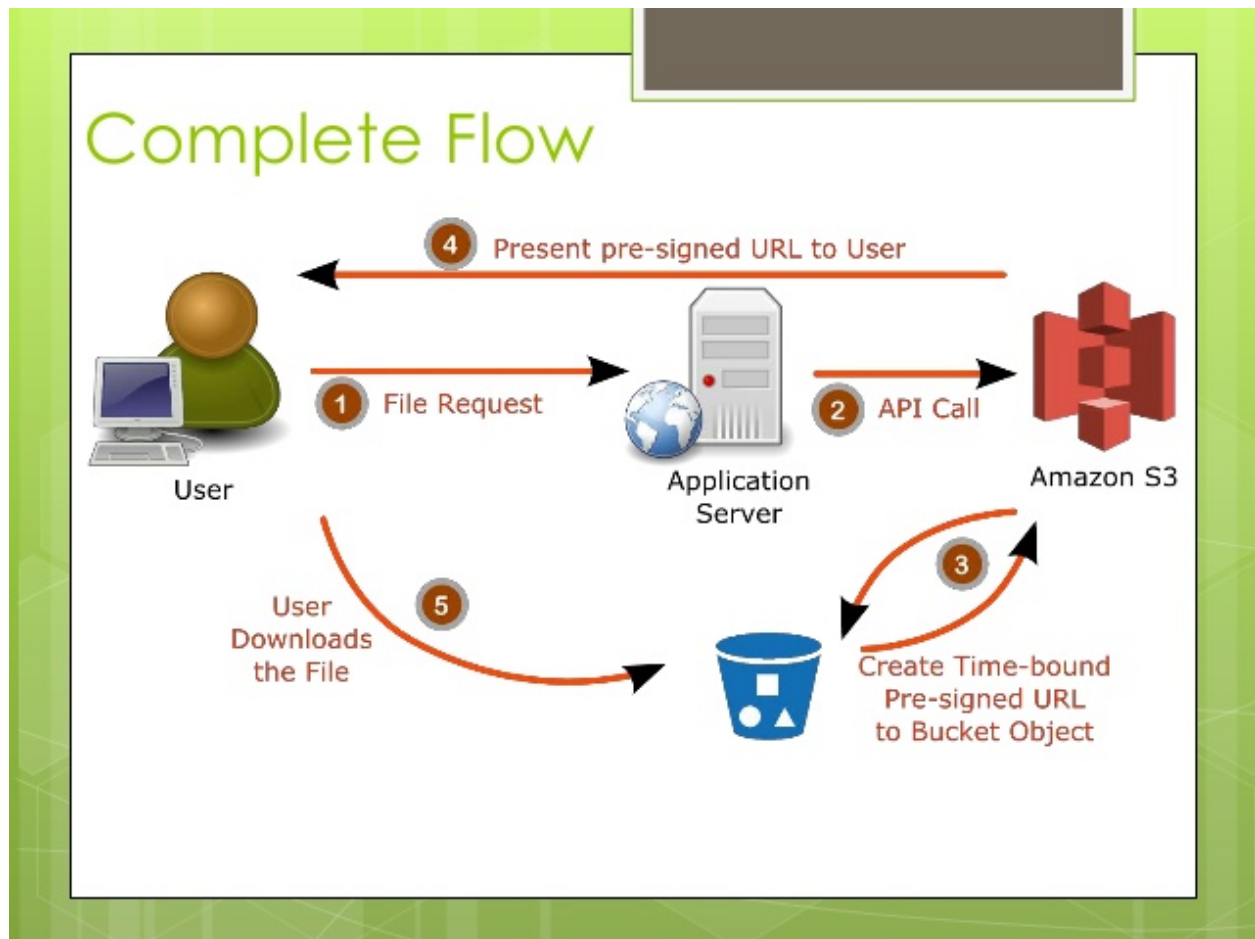 Complete Flow
4 Present pre-signed URL to User
1 File Request
2 API Call
User
Application
Server
Amazon S3
3
5
User
Downloads
the File
Create Time-bound
Pre-signed URL
to Bucket Object